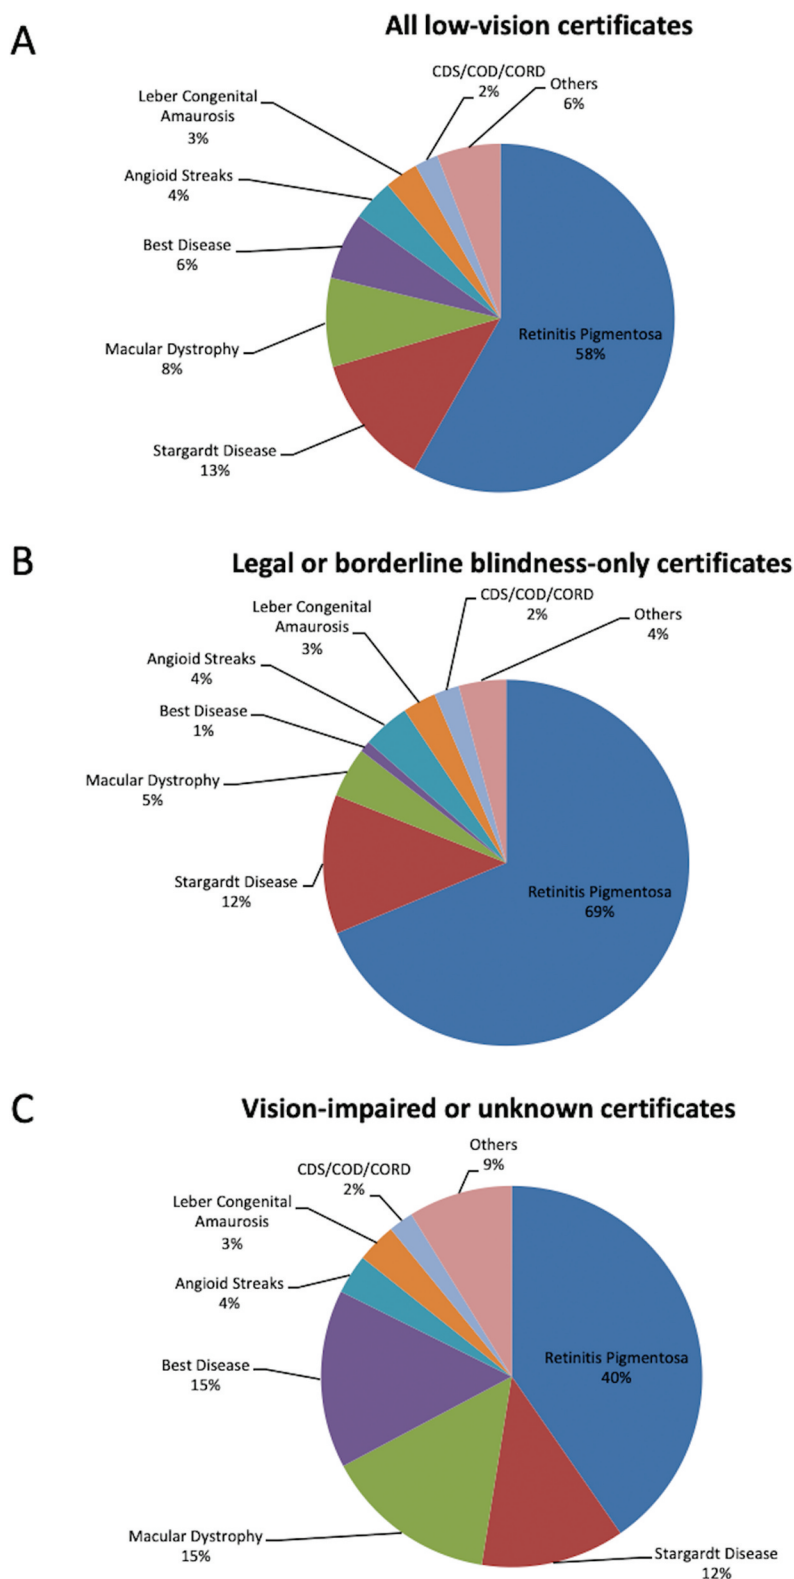 A
All low-vision certificates
CDS/COD/CORD
2%
Others
6%
Leber Congenital
Amaurosis
3%
Angioid Streaks
4%
Best Disease
6%
Macular Dystrophy
8%
Stargardt Disease
13%
Retinitis Pigmentosa
58%
B
Legal or borderline blindness-only certificates
CDS/COD/CORD
2%
Others
4%
Leber Congenital
Amaurosis
3%
Angioid Streaks
4%
Best Disease
1%
Macular Dystrophy
5%
Stargardt Disease
12%
Retinitis Pigmentosa
69%
C
Vision-impaired or unknown certificates
Others
9%
CDS/COD/CORD
2%
Leber Congenital
Amaurosis
3%
Angioid Streaks
4%
Best Disease
15%
Retinitis Pigmentosa
40%
Macular Dystrophy
15%
Stargardt Disease
12%